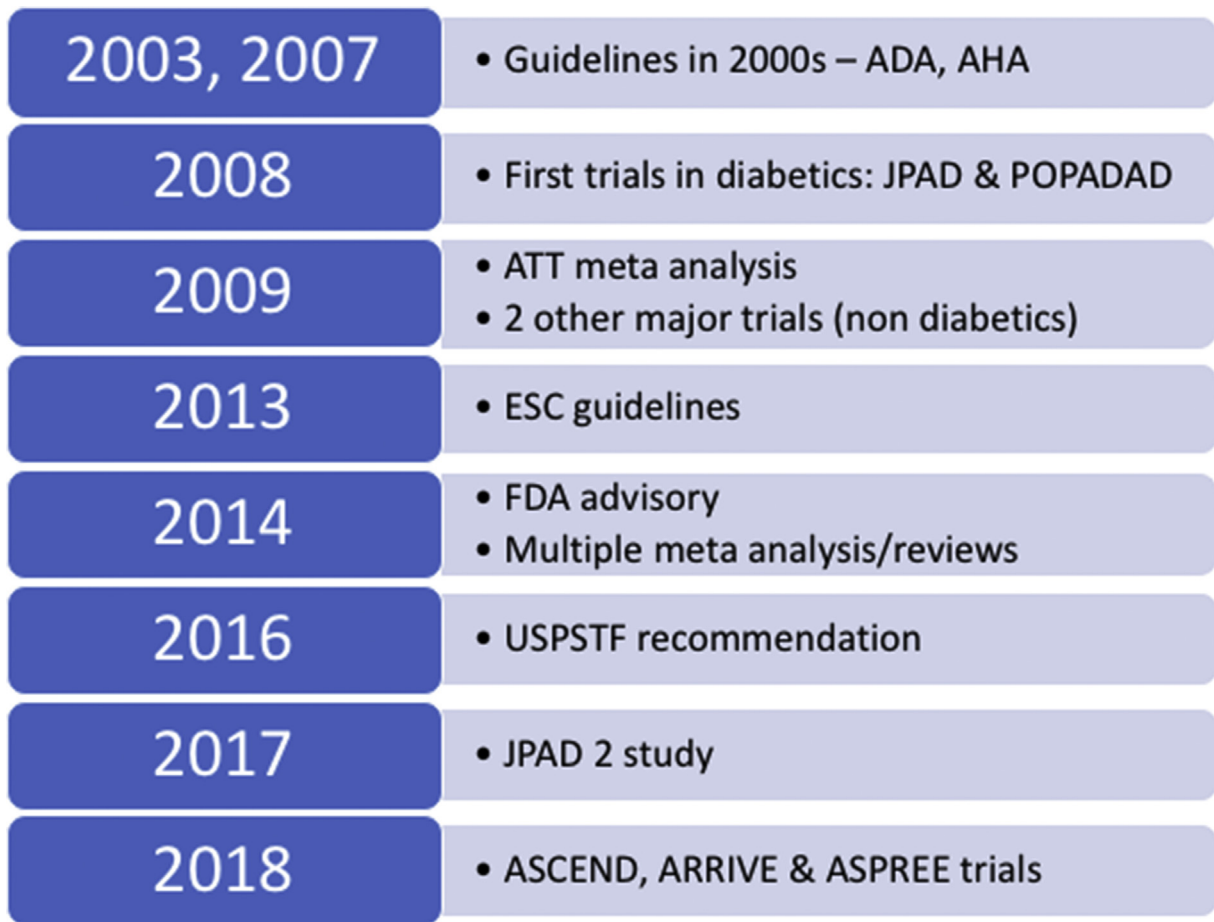 2003, 2007
• Guidelines in 2000s – ADA, AHA
2008
• First trials in diabetics: JPAD & POPADAD
2009
• ATT meta analysis
• 2 other major trials (non diabetics)
2013
• ESC guidelines
2014
• FDA advisory
• Multiple meta analysis/reviews
2016
• USPSTF recommendation
2017
• JPAD 2 study
2018
• ASCEND, ARRIVE & ASPREE trials